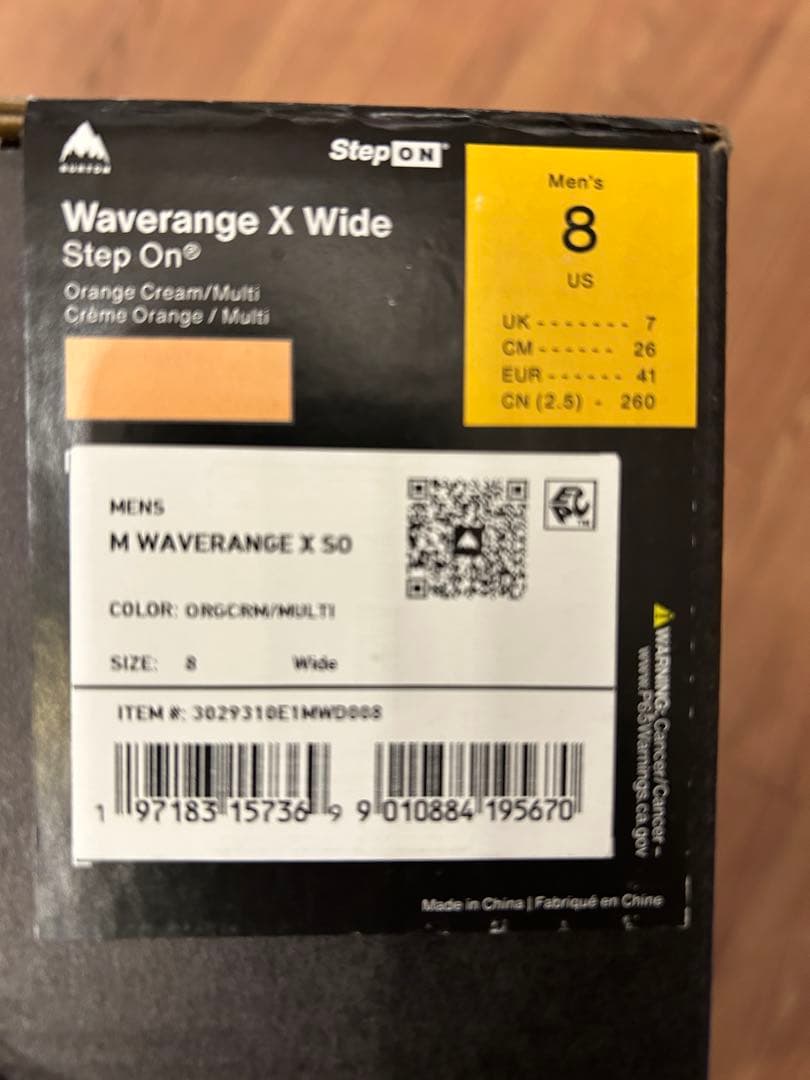 BURTON
Step ON
Waverange X Wide
Step On®
Orange Cream/Multi
Crème Orange / Multi
Men's
8
US
UK - - - - - - - 7
CM - - - - - - 26
EUR - - - - - - 41
CN (2.5) - 260
MENS
M WAVERANGE X SO
COLOR: ORGCRM/MULTI
SIZE: 8 Wide
ITEM #: 3029310E1MWD008
1 97183 15736 9 9 010884 195670
⚠WARNING: Cancer/Cancer –
www.P65Warnings.ca.gov
Made in China | Fabriqué en Chine